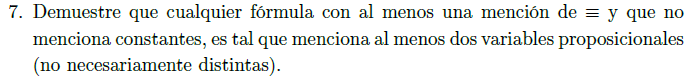 7. Demuestre que cualquier fórmula con al menos una mención de ≡ y que no
menciona constantes, es tal que menciona al menos dos variables proposicionales
(no necesariamente distintas).